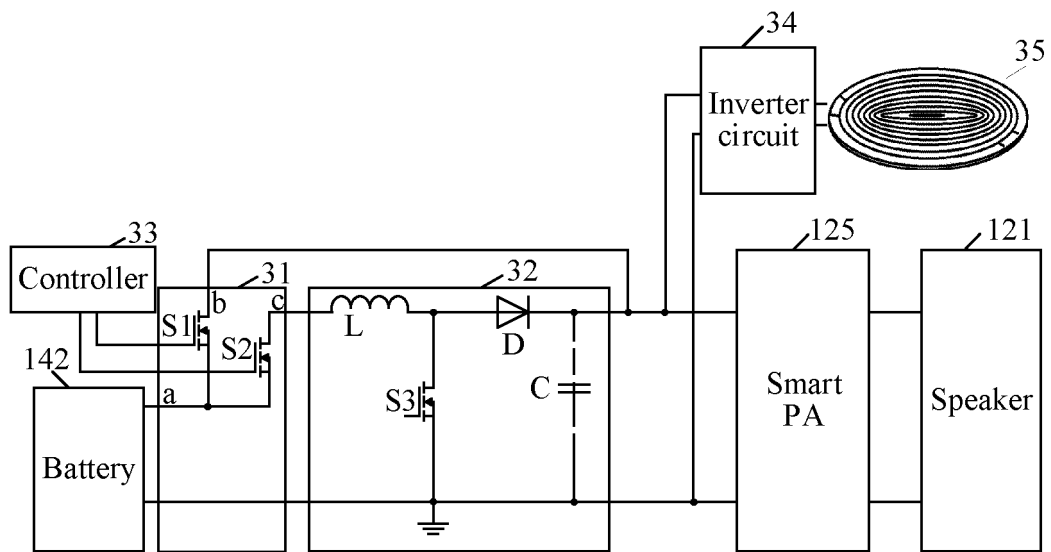 34
35
Inverter
circuit
33
Controller
31
32
125
121
b
c
S1
S2
L
D
142
a
S3
C
Smart
PA
Speaker
Battery